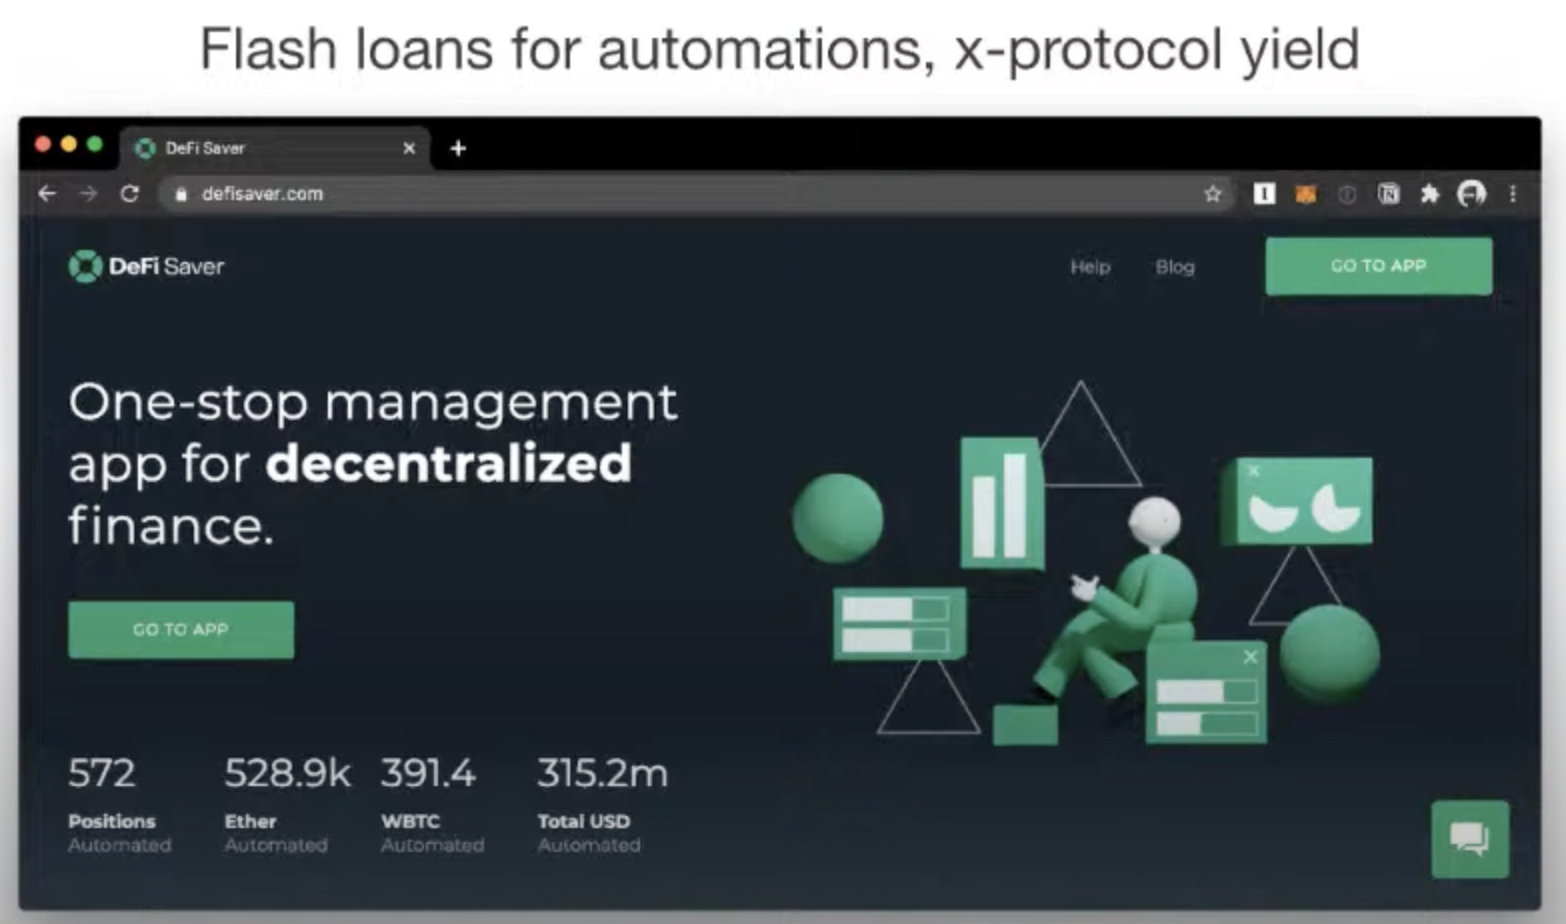 Flash loans for automations, x-protocol yield
DeFi Saver
defisaver.com
DeFi Saver
Help
Blog
GO TO APP
One-stop management
app for decentralized
finance.
GO TO APP
572
528.9k
391.4
315.2m
Positions
Ether
WBTC
Total USD
Automated
Automated
Automated
Automated